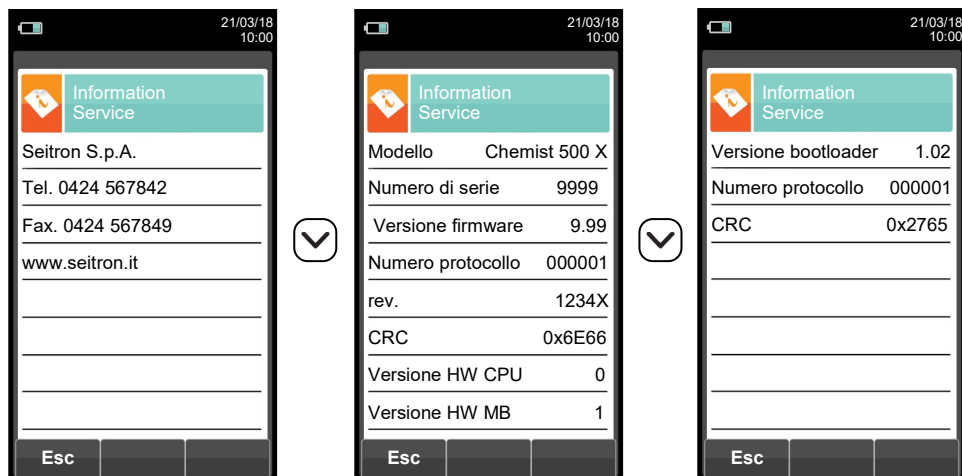 21/03/18
10:00
Information
Service
Seitron S.p.A.
Tel. 0424 567842
Fax. 0424 567849
www.seitron.it
Esc
21/03/18
10:00
Information
Service
Modello Chemist 500 X
Numero di serie 9999
Versione firmware 9.99
Numero protocollo 000001
rev. 1234X
CRC 0x6E66
Versione HW CPU 0
Versione HW MB 1
Esc
21/03/18
10:00
Information
Service
Versione bootloader 1.02
Numero protocollo 000001
CRC 0x2765
Esc